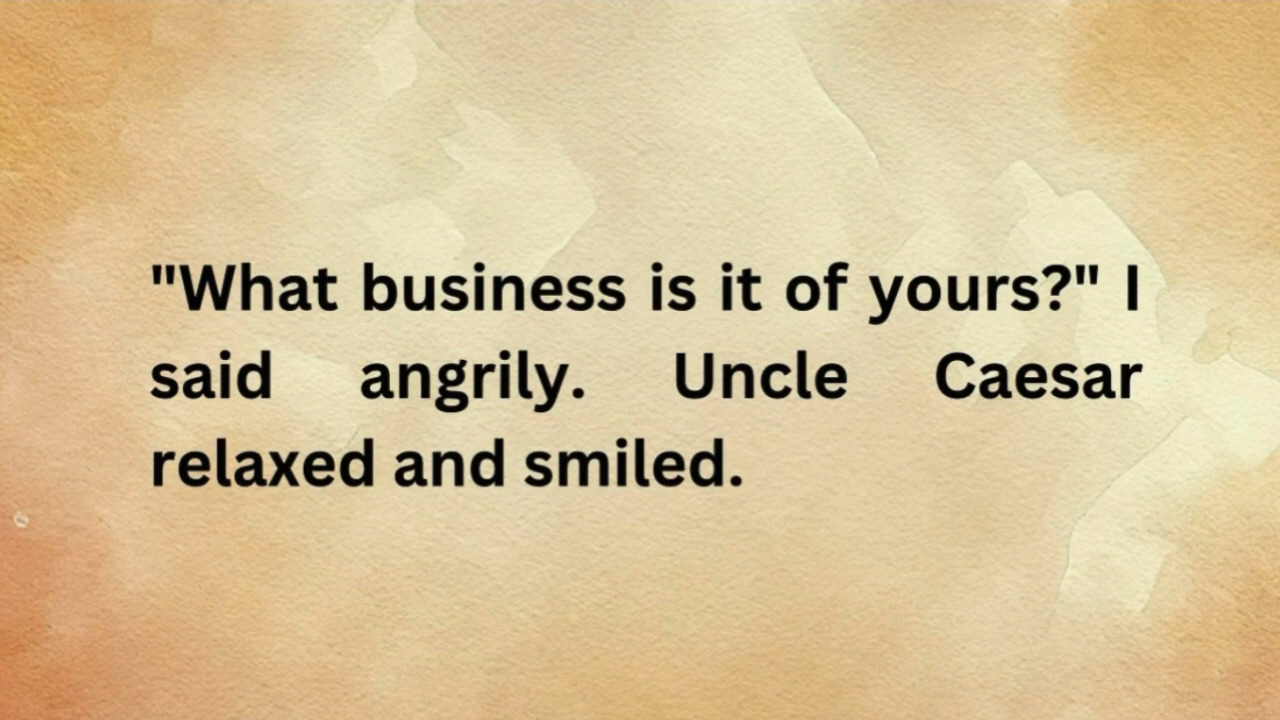 "What business is it of yours?" I
said angrily. Uncle Caesar
relaxed and smiled.